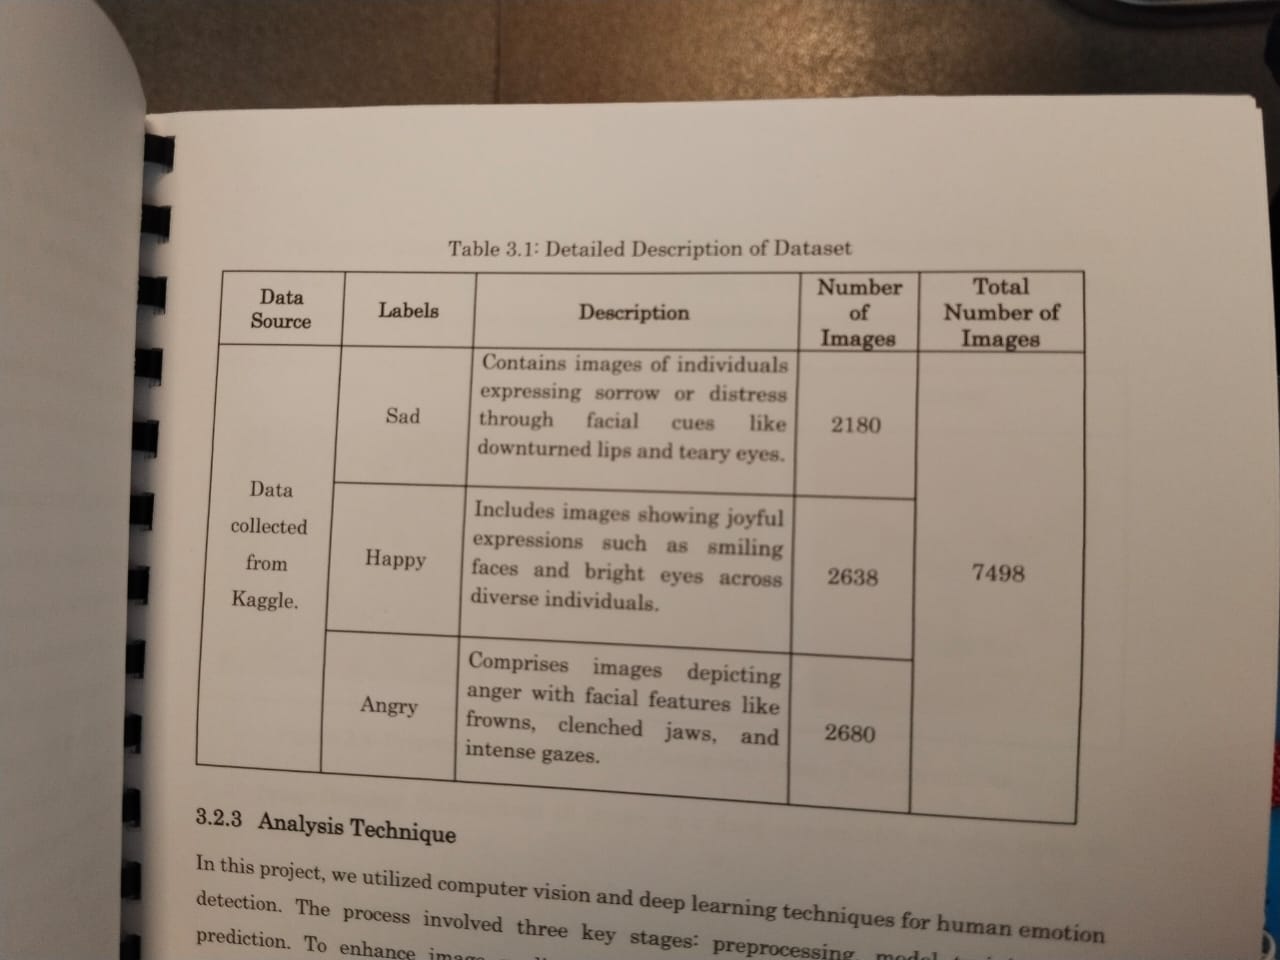 Table 3.1: Detailed Description of Dataset
Data
Source
Labels
Description
Number
of
Images
Total
Number of
Images
Data
collected
from
Kaggle.
Sad
Contains images of individuals
expressing sorrow or distress
through facial cues like
downturned lips and teary eyes.
2180
7498
Happy
Includes images showing joyful
expressions such as smiling
faces and bright eyes across
diverse individuals.
2638
Angry
Comprises images depicting
anger with facial features like
frowns, clenched jaws, and
intense gazes.
2680
3.2.3 Analysis Technique
In this project, we utilized computer vision and deep learning techniques for human emotion
detection. The process involved three key stages: preprocessing, model
prediction. To enhance